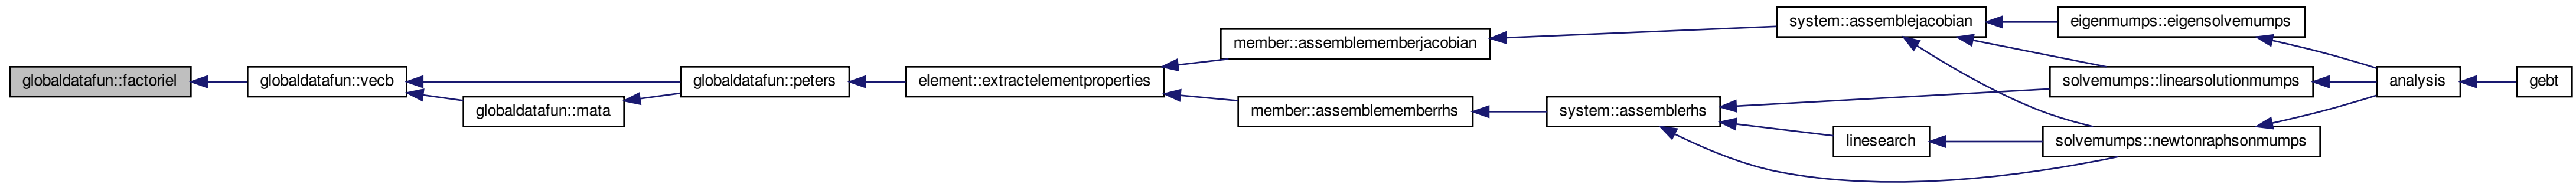 globaldatafun::factoriel
globaldatafun::vecb
globaldatafun::mata
globaldatafun::peters
element::extractelementproperties
member::assemblememberjacobian
member::assemblememberrhs
system::assemblejacobian
system::assemblerhs
linesearch
eigenmumps::eigensolvemumps
solvemumps::linearsolutionmumps
solvemumps::newtonraphsonmumps
analysis
gebt